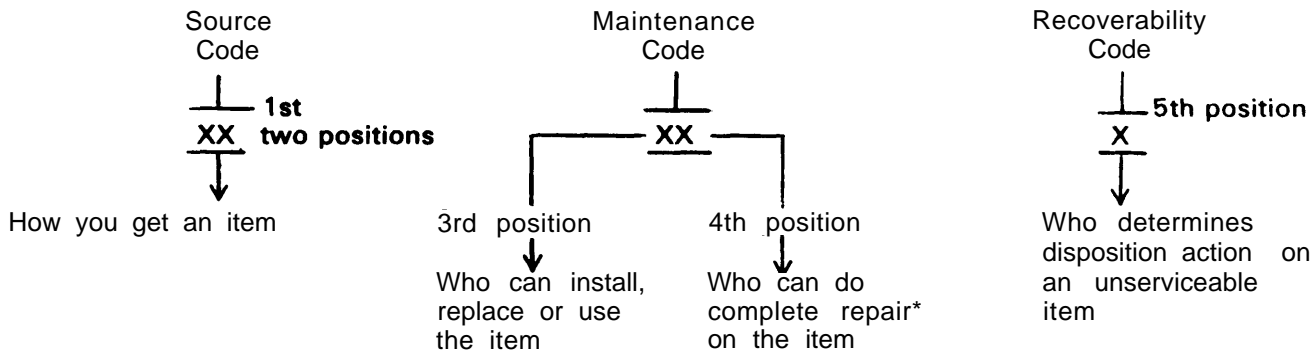 Source
Code
1st
XX two positions
How you get an item
Maintenance
Code
XX
3rd position
Who can install,
replace or use
the item
4th position
Who can do
complete repair*
on the item
Recoverability
Code
5th position
X
Who determines
disposition action on
an unserviceable
item